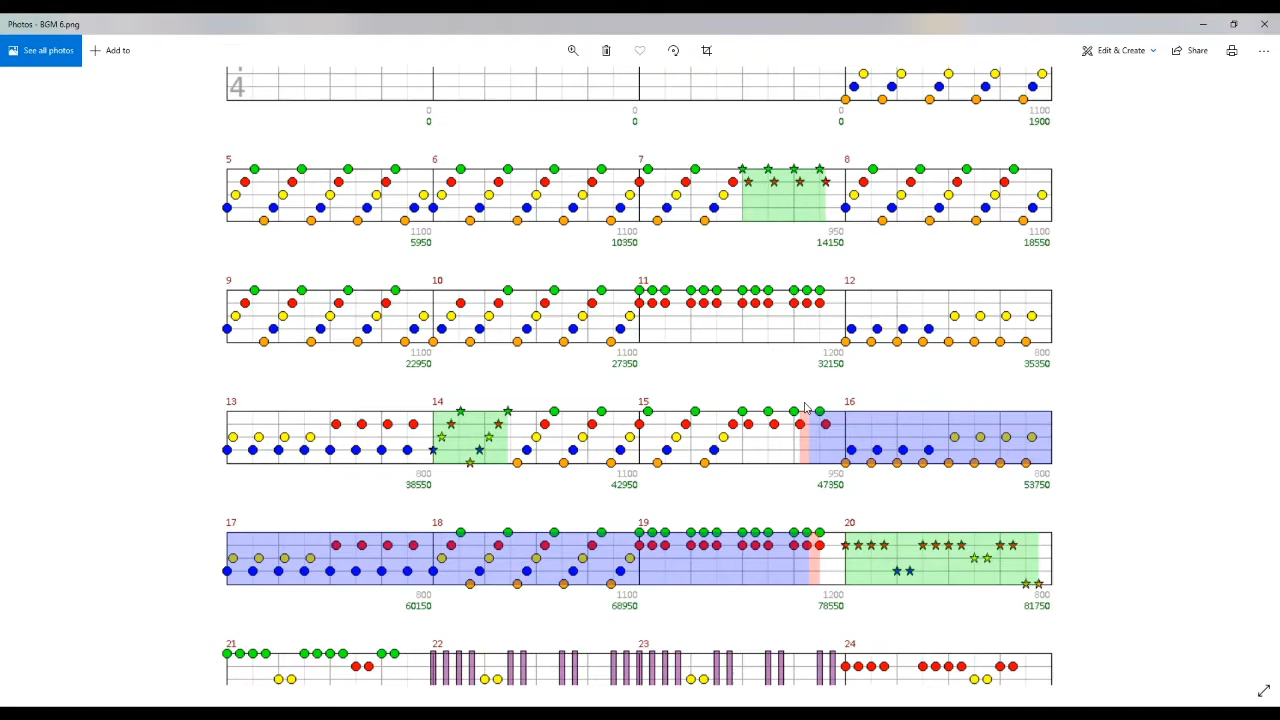 Photos - BGM 6.png
See all photos
Add to
Edit & Create
Share
4
0 0 0 1100
0 0 0 1900
5 6 7 8
1100 1100 950 1100
5950 10350 14150 18550
9 10 11 12
1100 1100 1200 800
22950 27350 32150 35350
13 14 15 16
800 1100 950 800
38550 42950 47350 53750
17 18 19 20
800 1100 1200 800
60150 68950 78550 81750
21 22 23 24